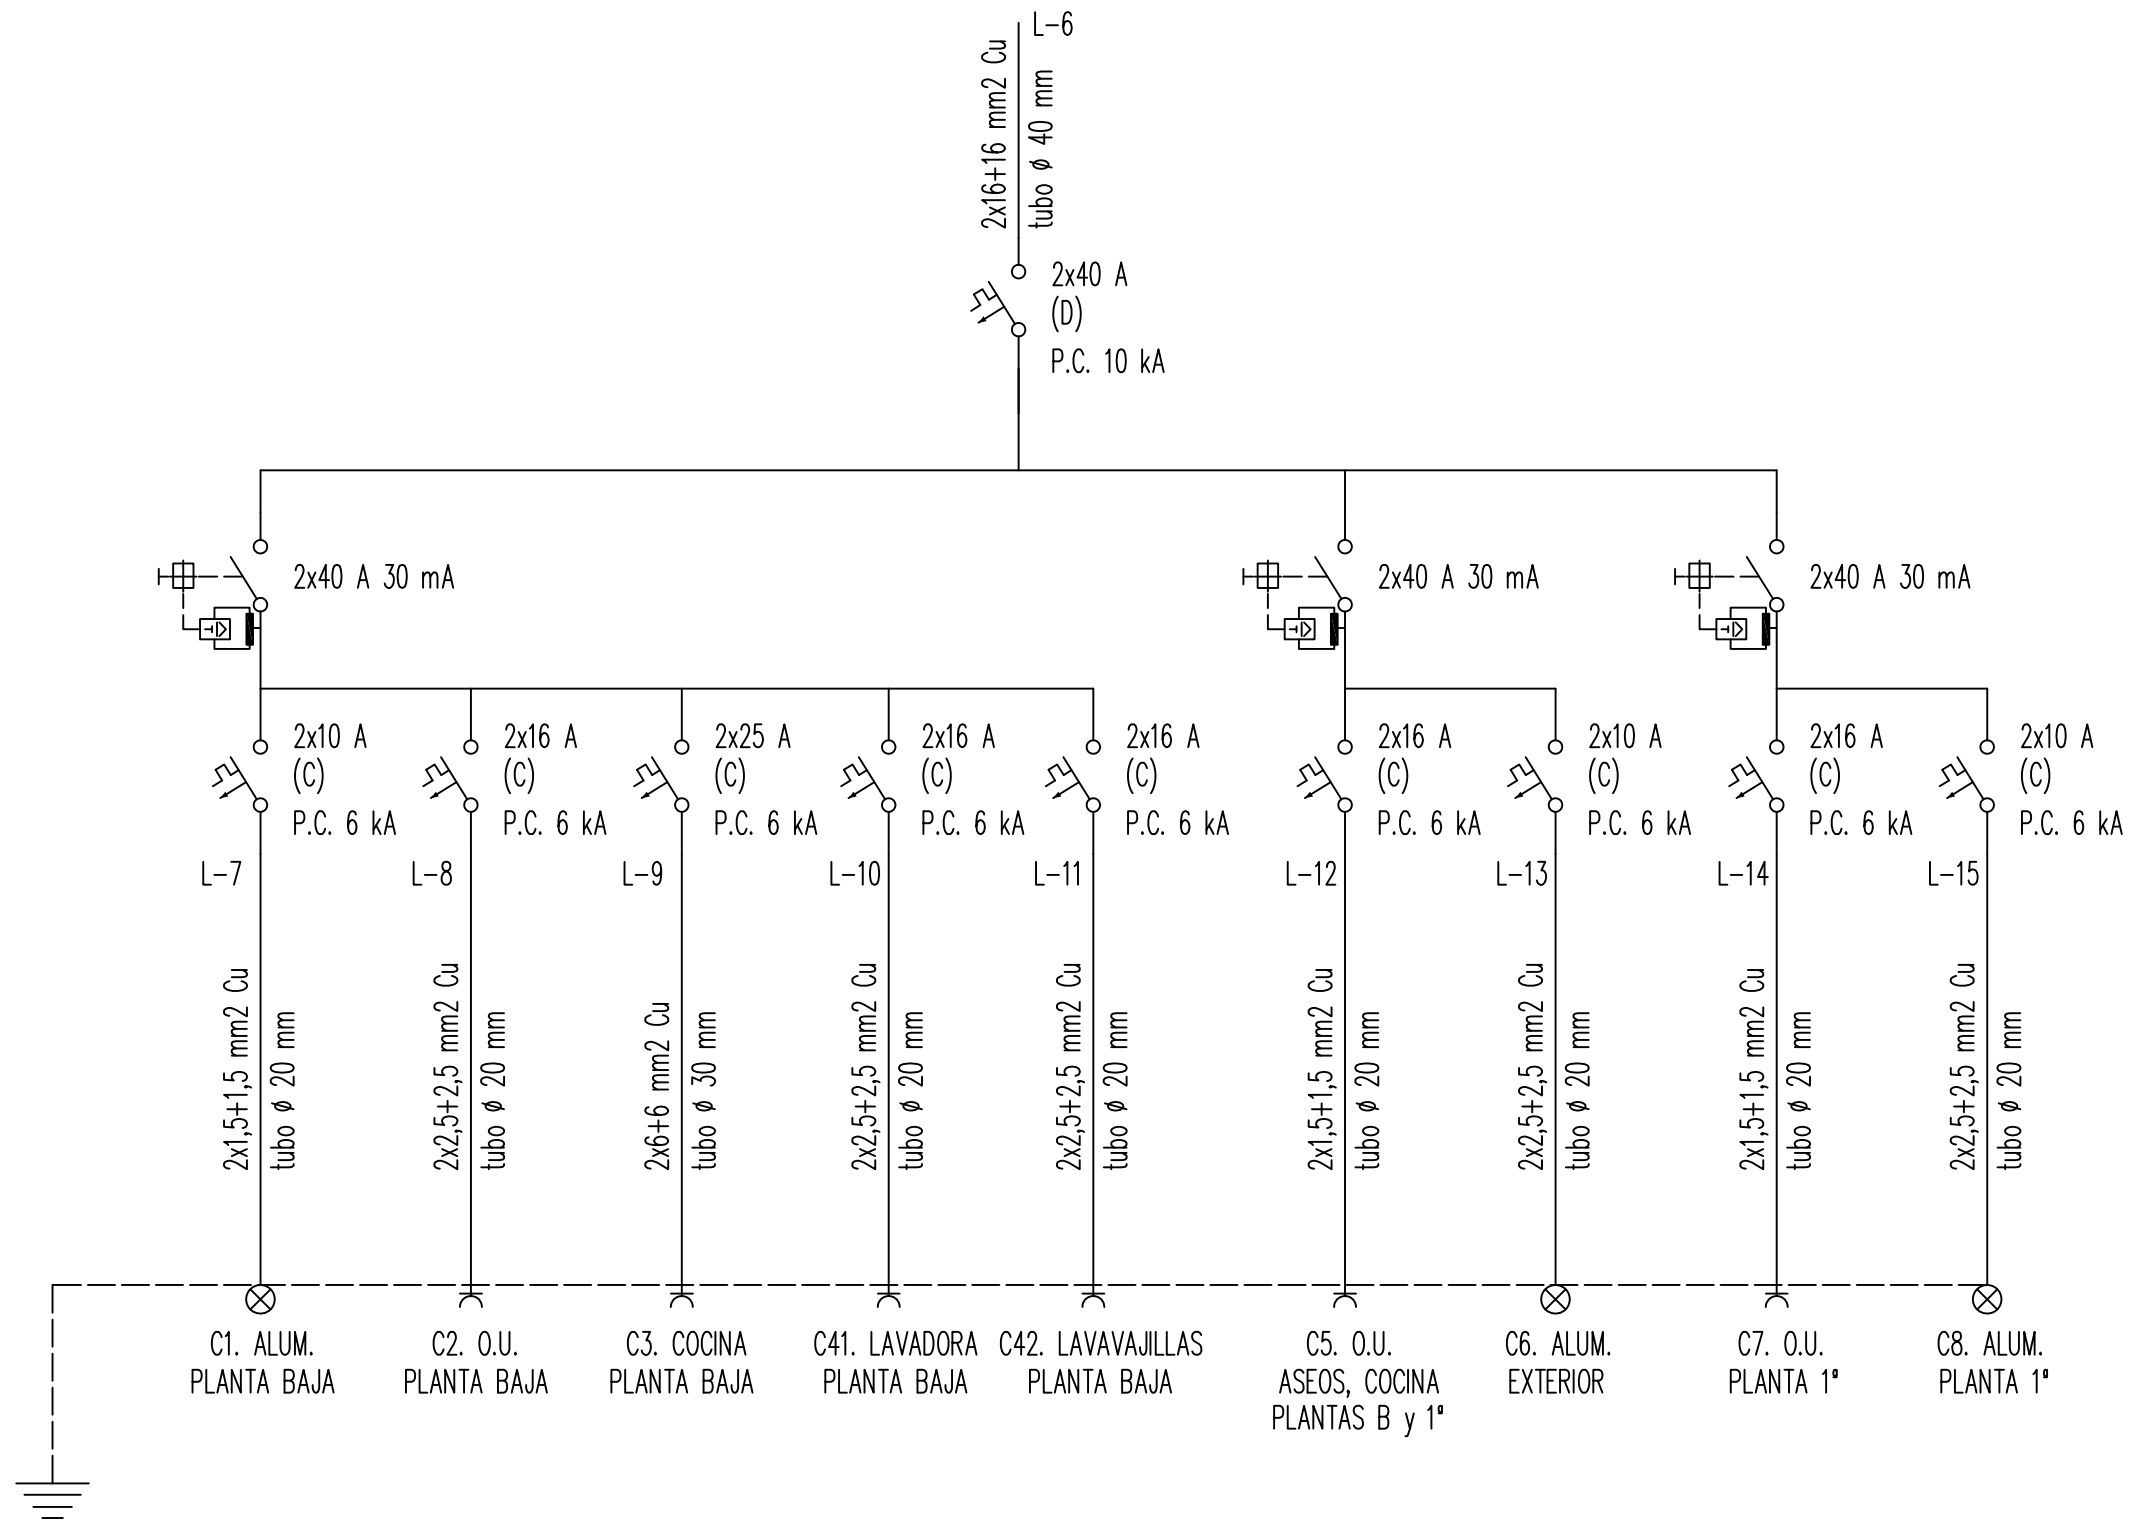 L-6
2x16+16 mm2 Cu
tubo ø 40 mm
2x40 A
(D)
P.C. 10 kA
2x40 A 30 mA
2x40 A 30 mA
2x40 A 30 mA
2x10 A
(C)
P.C. 6 kA
2x16 A
(C)
P.C. 6 kA
2x25 A
(C)
P.C. 6 kA
2x16 A
(C)
P.C. 6 kA
2x16 A
(C)
P.C. 6 kA
2x16 A
(C)
P.C. 6 kA
2x10 A
(C)
P.C. 6 kA
2x16 A
(C)
P.C. 6 kA
2x10 A
(C)
P.C. 6 kA
L-7
L-8
L-9
L-10
L-11
L-12
L-13
L-14
L-15
2x1,5+1,5 mm2 Cu
tubo ø 20 mm
2x2,5+2,5 mm2 Cu
tubo ø 20 mm
2x6+6 mm2 Cu
tubo ø 30 mm
2x2,5+2,5 mm2 Cu
tubo ø 20 mm
2x2,5+2,5 mm2 Cu
tubo ø 20 mm
2x1,5+1,5 mm2 Cu
tubo ø 20 mm
2x2,5+2,5 mm2 Cu
tubo ø 20 mm
2x1,5+1,5 mm2 Cu
tubo ø 20 mm
2x2,5+2,5 mm2 Cu
tubo ø 20 mm
C1. ALUM.
PLANTA BAJA
C2. O.U.
PLANTA BAJA
C3. COCINA
PLANTA BAJA
C41. LAVADORA
PLANTA BAJA
C42. LAVAVAJILLAS
PLANTA BAJA
C5. O.U.
ASEOS, COCINA
PLANTAS B y 1ª
C6. ALUM.
EXTERIOR
C7. O.U.
PLANTA 1ª
C8. ALUM.
PLANTA 1ª